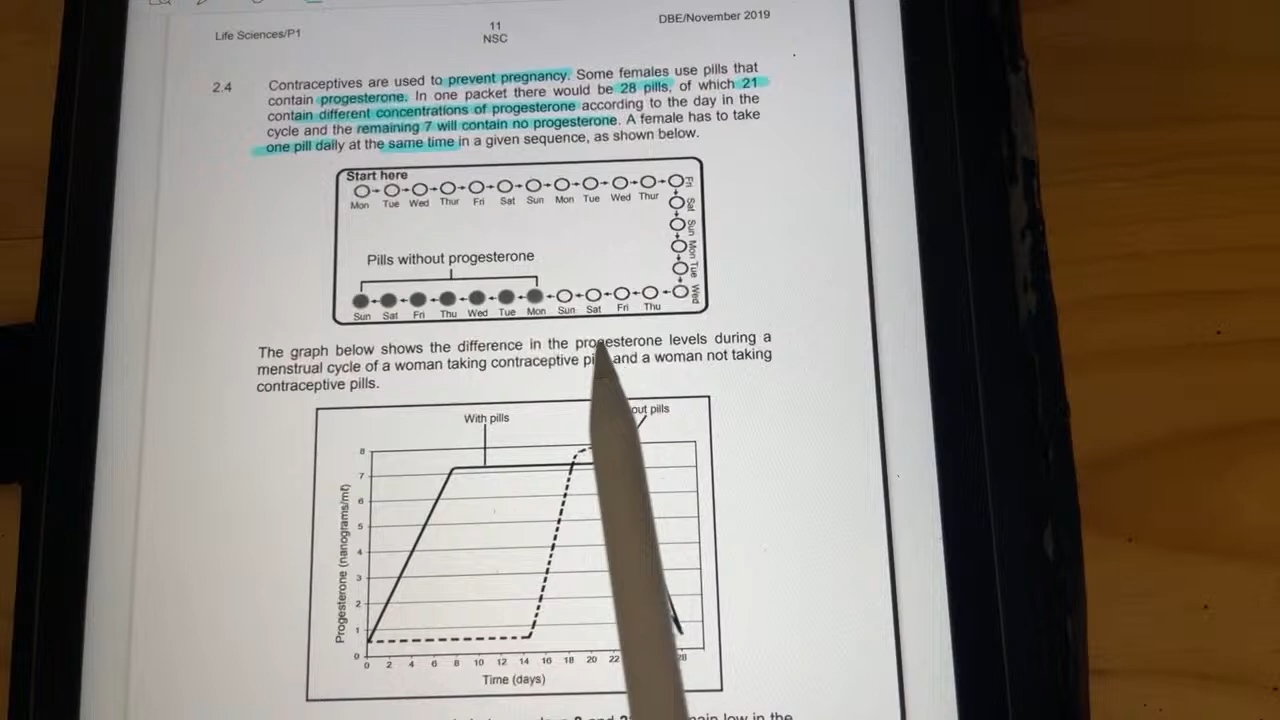 Life Sciences/P1
11
NSC
DBE/November 2019
2.4
Contraceptives are used to prevent pregnancy. Some females use pills that
contain progesterone. In one packet there would be 28 pills, of which 21
contain different concentrations of progesterone according to the day in the
cycle and the remaining 7 will contain no progesterone. A female has to take
one pill daily at the same time in a given sequence, as shown below.
Start here
Mon Tue Wed Thur Fri Sat Sun Mon Tue Wed Thur
Fri
Sat
Sun
Mon
Tue
Wed
Pills without progesterone
Sun Sat Fri Thu Wed Tue Mon Sun Sat Fri Thu
The graph below shows the difference in the progesterone levels during a
menstrual cycle of a woman taking contraceptive and a woman not taking
contraceptive pills.
With pills
pills
8
7
6
5
4
3
2
1
0
Progesterone (nanograms/mℓ)
0 2 4 6 8 10 12 14 16 18 20 22 28
Time (days)
in low in the